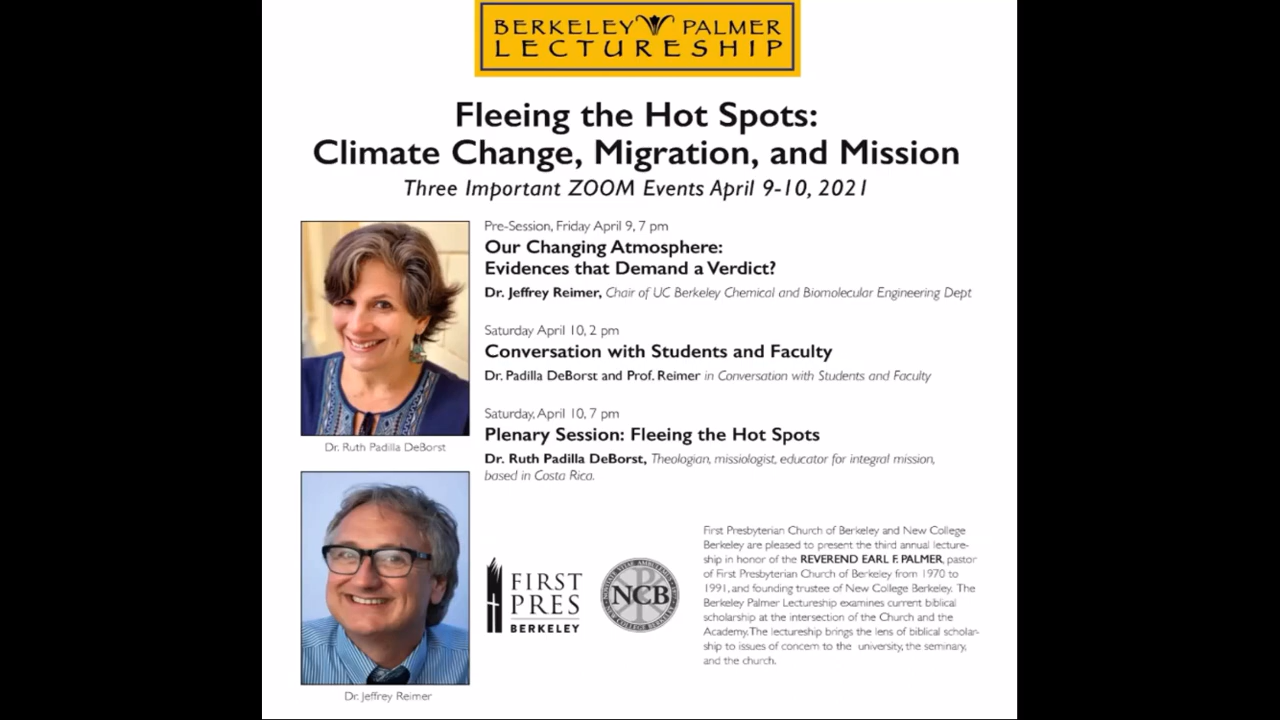 BERKELEY PALMER
LECTURESHIP
Fleeing the Hot Spots:
Climate Change, Migration, and Mission
Three Important ZOOM Events April 9-10, 2021
Pre-Session, Friday April 9, 7 pm
Our Changing Atmosphere:
Evidences that Demand a Verdict?
Dr. Jeffrey Reimer, Chair of UC Berkeley Chemical and Biomolecular Engineering Dept
Saturday April 10, 2 pm
Conversation with Students and Faculty
Dr. Padilla DeBorst and Prof. Reimer in Conversation with Students and Faculty
Saturday, April 10, 7 pm
Plenary Session: Fleeing the Hot Spots
Dr. Ruth Padilla DeBorst, Theologian, missiologist, educator for integral mission,
based in Costa Rica.
Dr. Ruth Padilla DeBorst
Dr. Jeffrey Reimer
FIRST
PRES
BERKELEY
NCB
First Presbyterian Church of Berkeley and New College
Berkeley are pleased to present the third annual lecture-
ship in honor of the REVEREND EARL F. PALMER, pastor
of First Presbyterian Church of Berkeley from 1970 to
1991, and founding trustee of New College Berkeley. The
Berkeley Palmer Lectureship examines current biblical
scholarship at the intersection of the Church and the
Academy. The lectureship brings the lens of biblical scholar-
ship to issues of concern to the university, the seminary,
and the church.